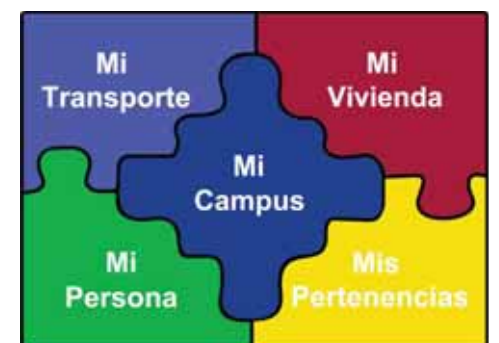 Mi
Transporte
Mi
Vivienda
Mi
Campus
Mi
Persona
Mis
Pertenencias